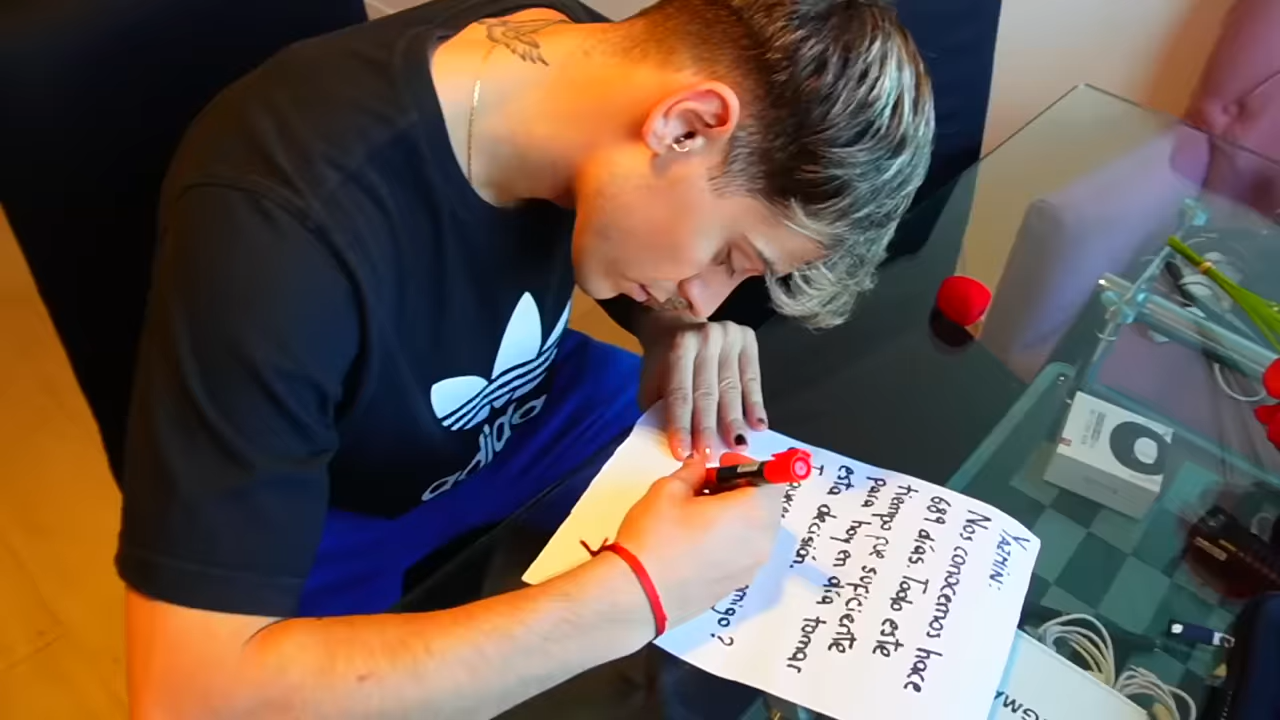 Yazmin:
Nos conocemos hace
689 días. Todo este
tiempo fue suficiente
para hoy en día tomar
esta decisión.
adidas